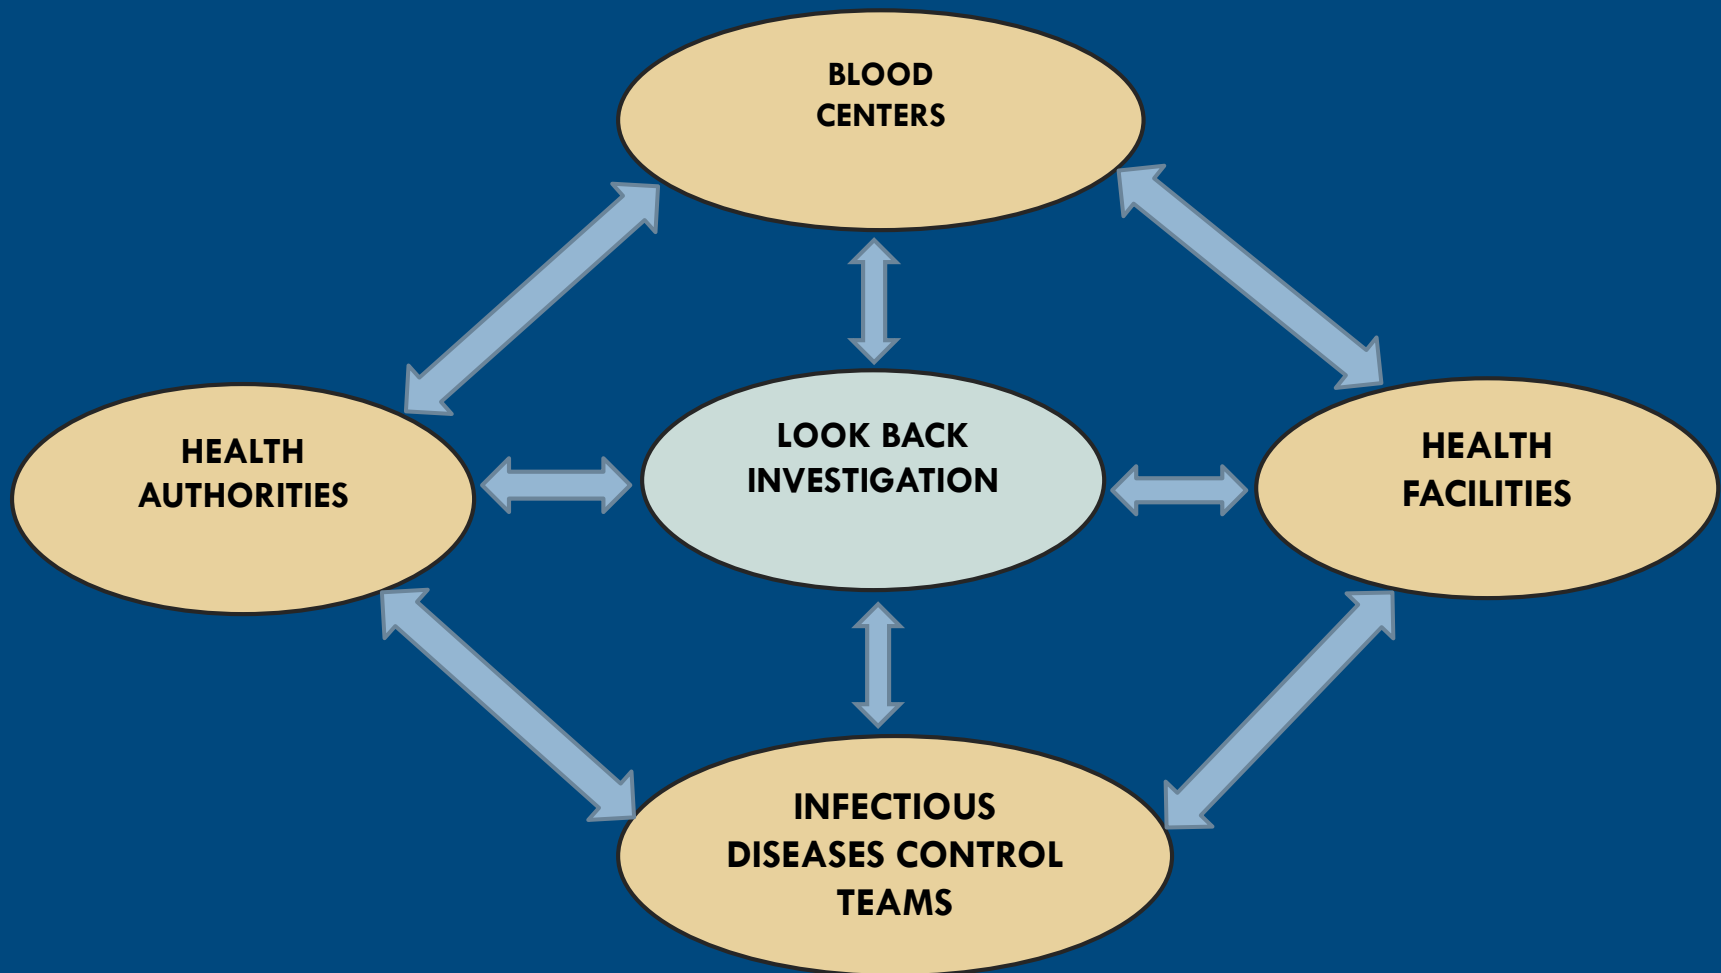 BLOOD
CENTERS
HEALTH
AUTHORITIES
LOOK BACK
INVESTIGATION
HEALTH
FACILITIES
INFECTIOUS
DISEASES CONTROL
TEAMS